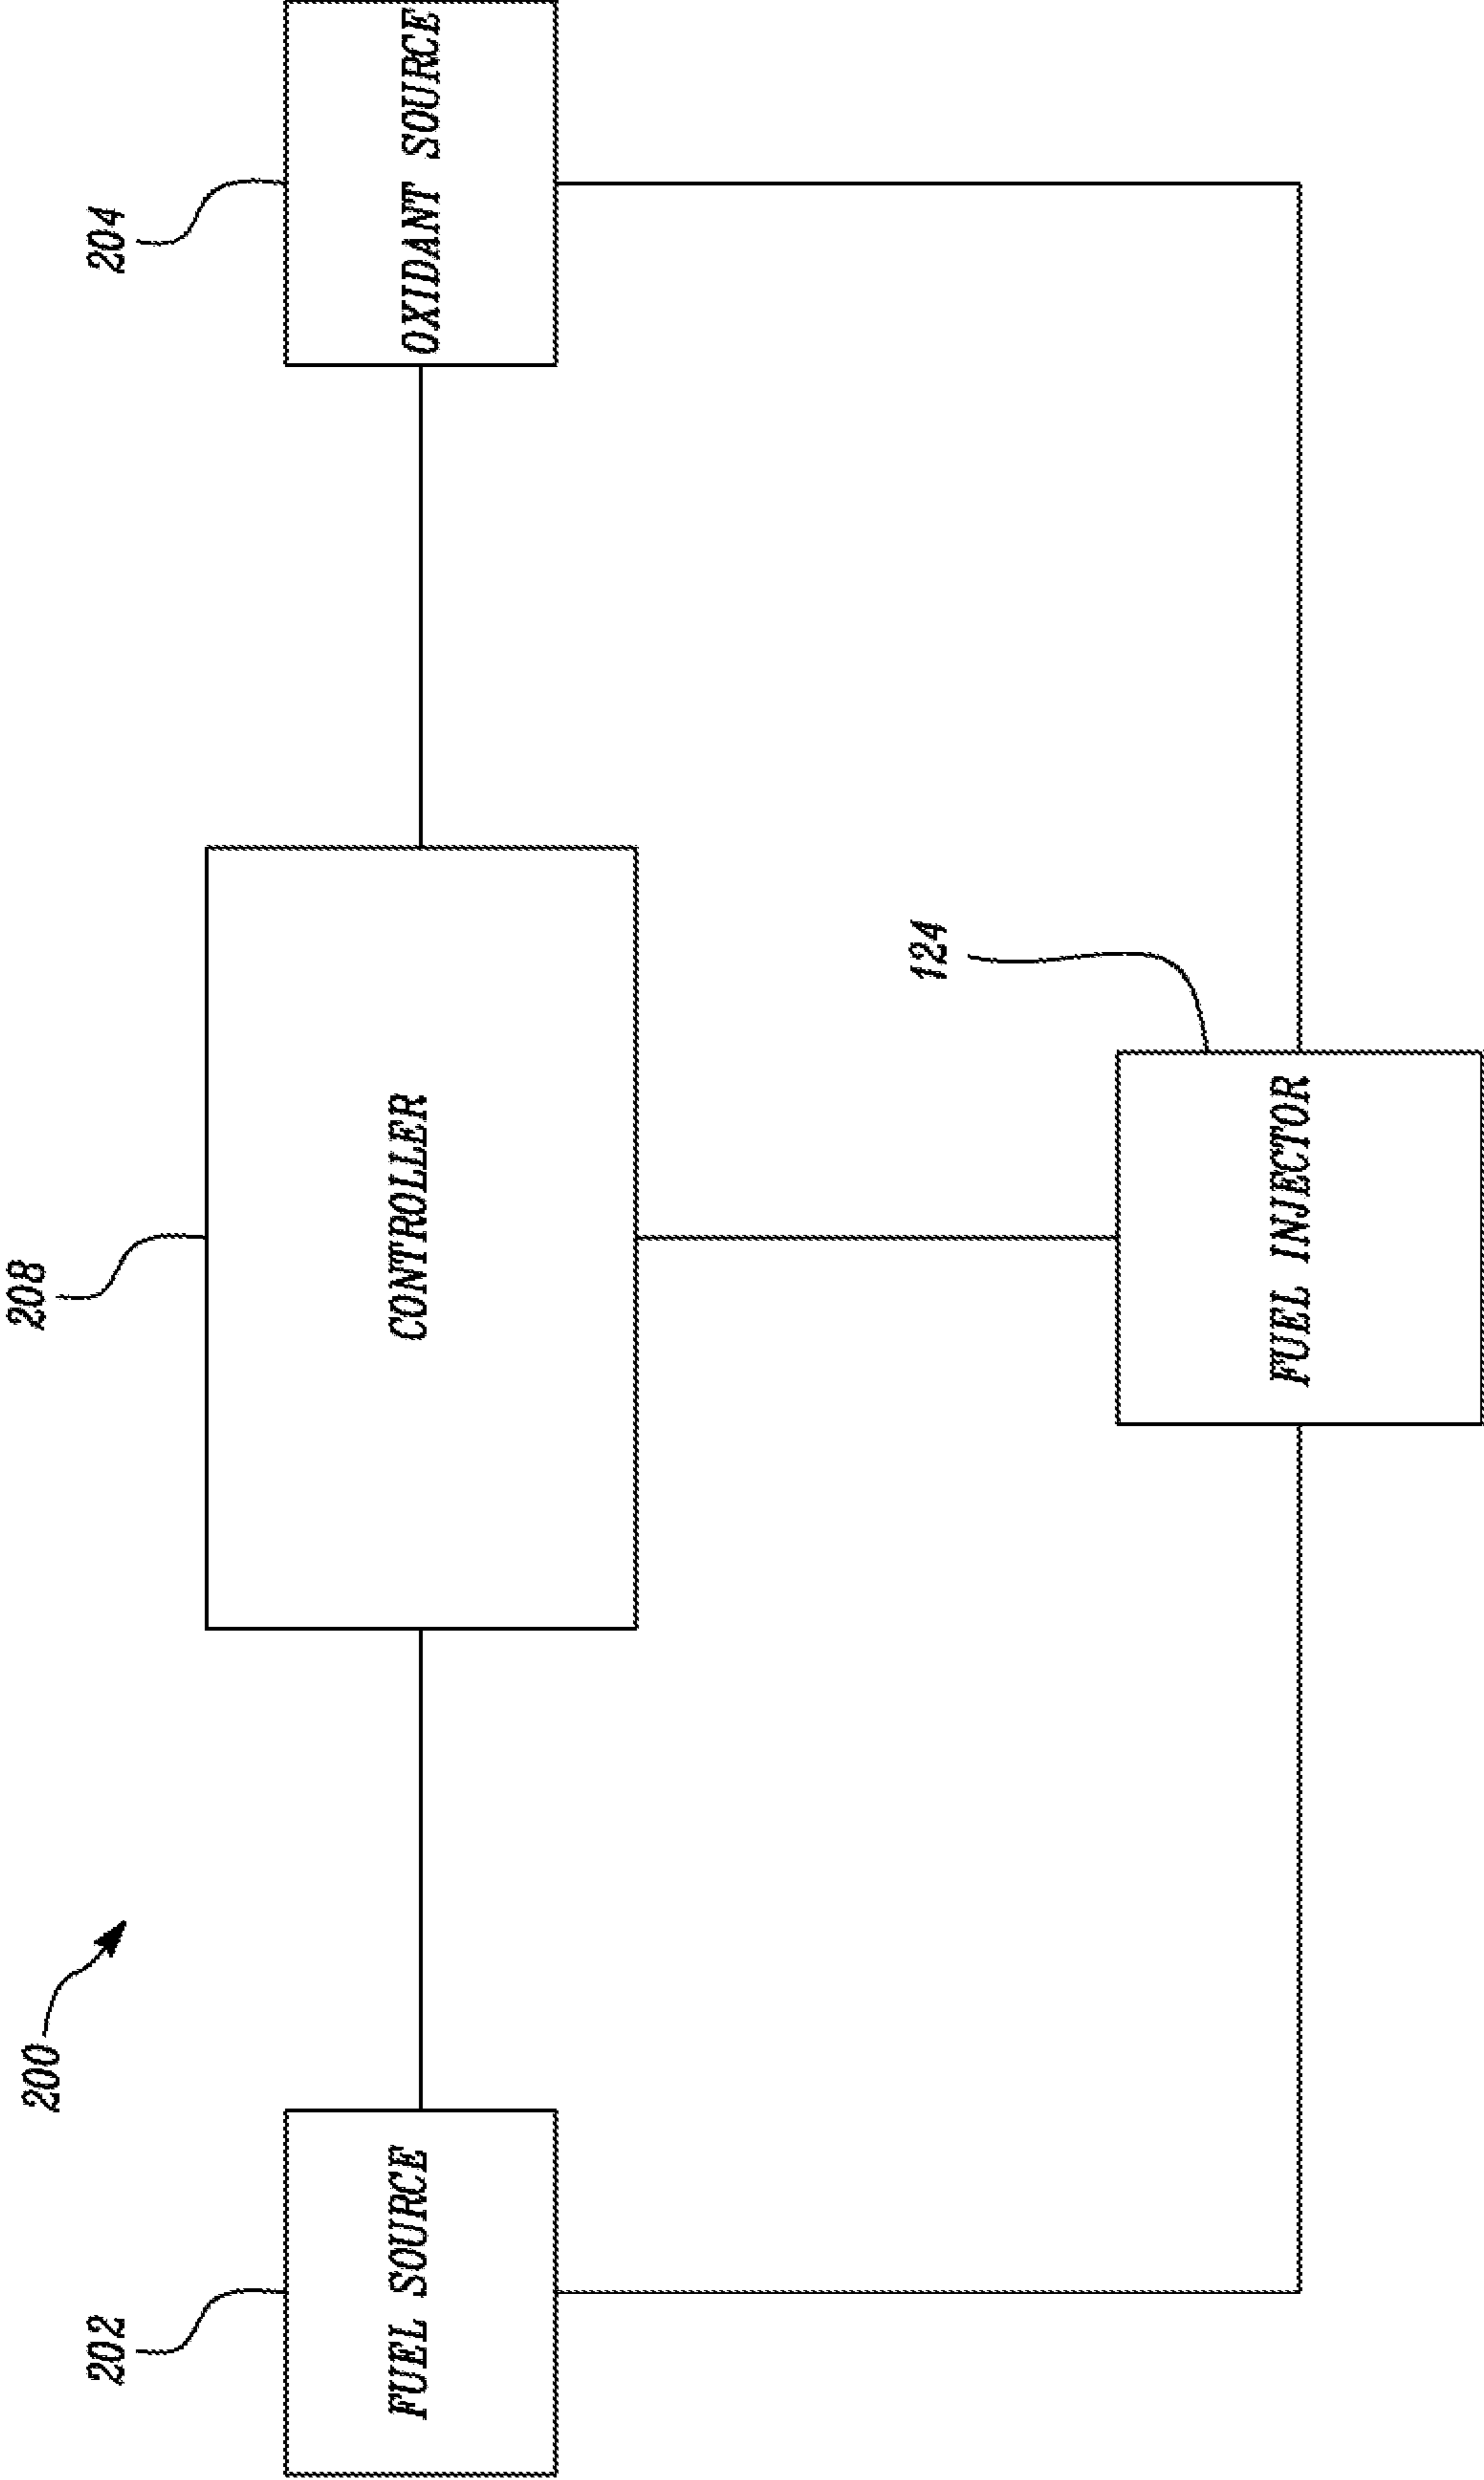 200
208
202
204
FUEL SOURCE
CONTROLLER
OXIDANT SOURCE
124
FUEL INJECTOR